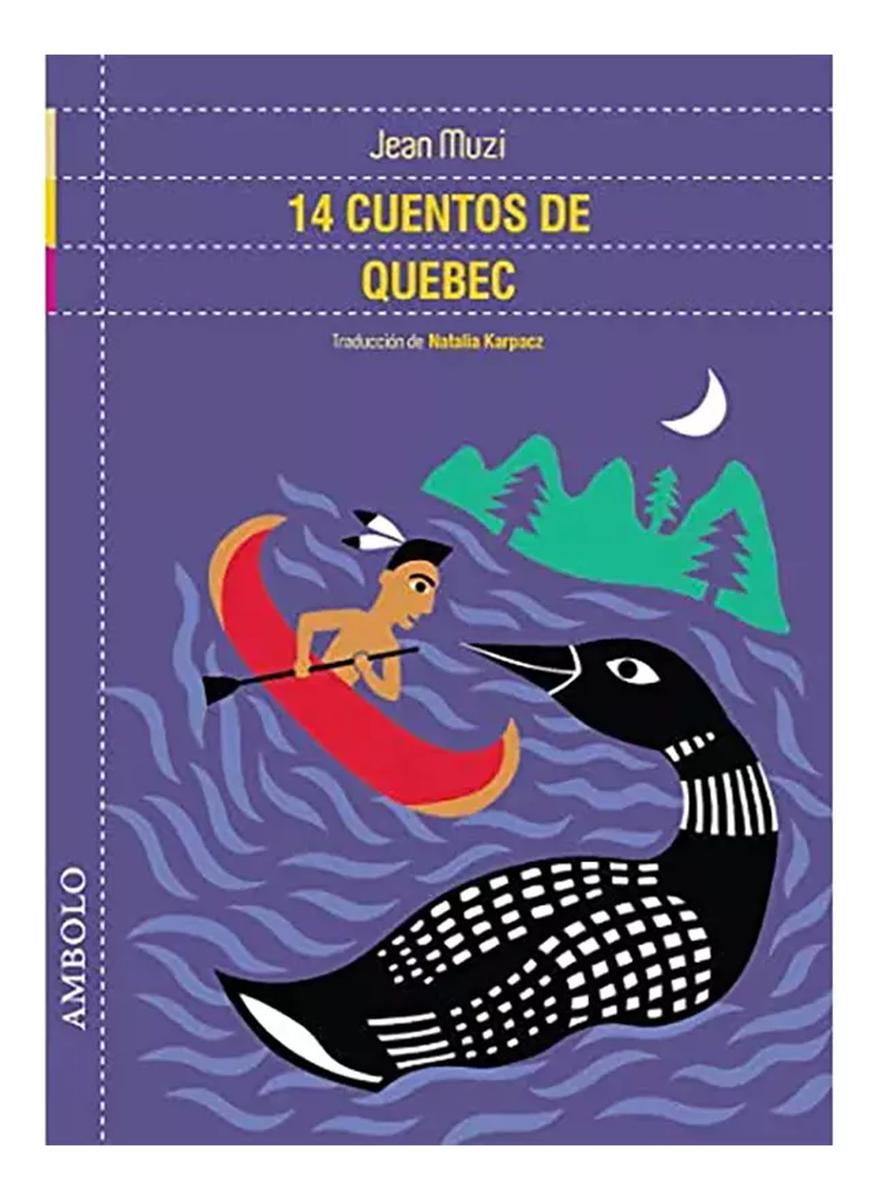 Jean Muzi
14 CUENTOS DE
QUEBEC
Traducción de Natalia Karpacz
AMBOLO